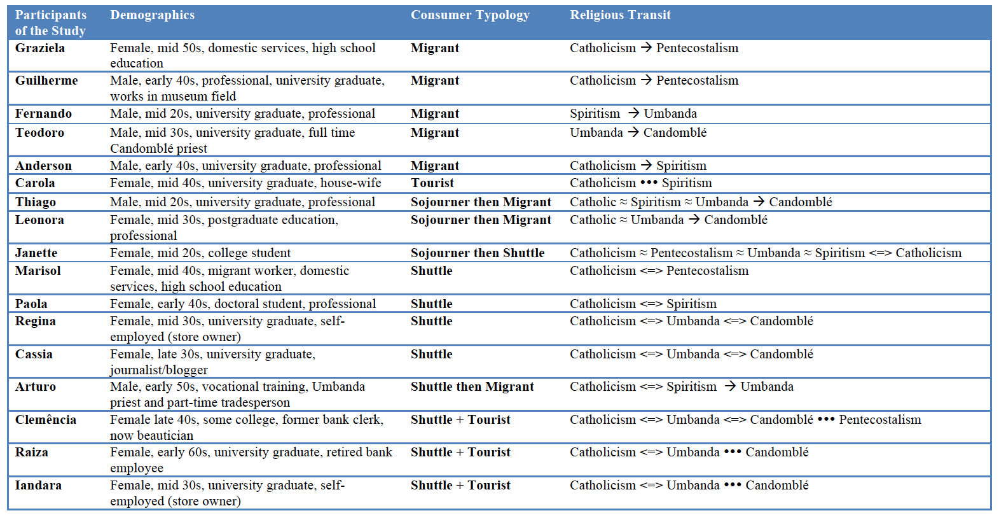 Participants of the Study | Demographics | Consumer Typology | Religious Transit
Graziela | Female, mid 50s, domestic services, high school education | Migrant | Catholicism → Pentecostalism
Guilherme | Male, early 40s, professional, university graduate, works in museum field | Migrant | Catholicism → Pentecostalism
Fernando | Male, mid 20s, university graduate, professional | Migrant | Spiritism → Umbanda
Teodoro | Male, mid 30s, university graduate, full time Candomblé priest | Migrant | Umbanda → Candomblé
Anderson | Male, early 40s, university graduate, professional | Migrant | Catholicism → Spiritism
Carola | Female, mid 40s, university graduate, house-wife | Tourist | Catholicism ••• Spiritism
Thiago | Male, mid 20s, university graduate, professional | Sojourner then Migrant | Catholic ≈ Spiritism ≈ Umbanda → Candomblé
Leonora | Female, mid 30s, postgraduate education, professional | Sojourner then Migrant | Catholic ≈ Umbanda → Candomblé
Janette | Female, mid 20s, college student | Sojourner then Shuttle | Catholicism ≈ Pentecostalism ≈ Umbanda ≈ Spiritism <=> Catholicism
Marisol | Female, mid 40s, migrant worker, domestic services, high school education | Shuttle | Catholicism <=> Pentecostalism
Paola | Female, early 40s, doctoral student, professional | Shuttle | Catholicism <=> Spiritism
Regina | Female, mid 30s, university graduate, self-employed (store owner) | Shuttle | Catholicism <=> Umbanda <=> Candomblé
Cassia | Female, late 30s, university graduate, journalist/blogger | Shuttle | Catholicism <=> Umbanda <=> Candomblé
Arturo | Male, early 50s, vocational training, Umbanda priest and part-time tradesperson | Shuttle then Migrant | Catholicism <=> Spiritism → Umbanda
Clemência | Female late 40s, some college, former bank clerk, now beautician | Shuttle + Tourist | Catholicism <=> Umbanda <=> Candomblé ••• Pentecostalism
Raiza | Female, early 60s, university graduate, retired bank employee | Shuttle + Tourist | Catholicism <=> Umbanda ••• Candomblé
Iandara | Female, mid 30s, university graduate, self-employed (store owner) | Shuttle + Tourist | Catholicism <=> Umbanda ••• Candomblé